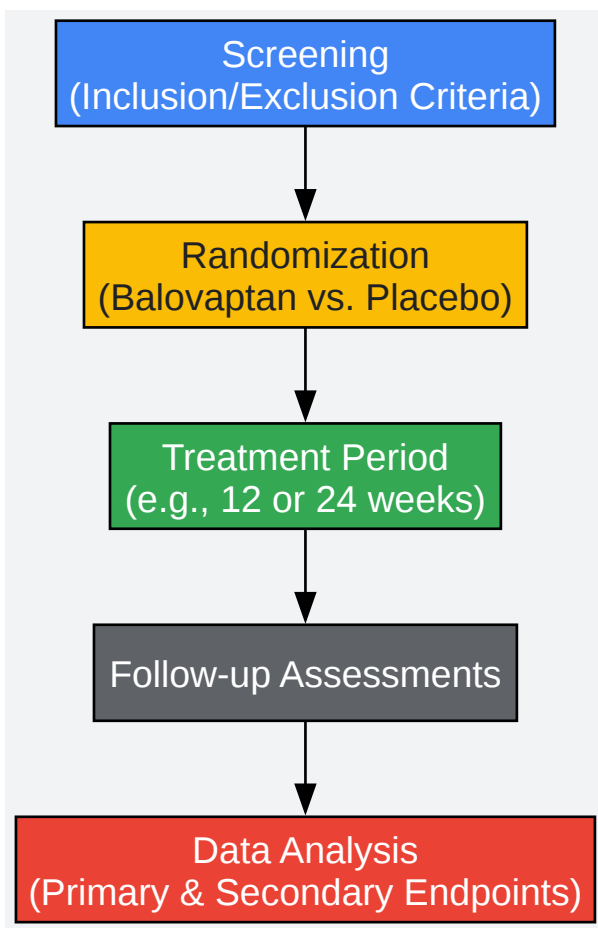 Screening
(Inclusion/Exclusion Criteria)
Randomization
(Balovaptan vs. Placebo)
Treatment Period
(e.g., 12 or 24 weeks)
Follow-up Assessments
Data Analysis
(Primary & Secondary Endpoints)